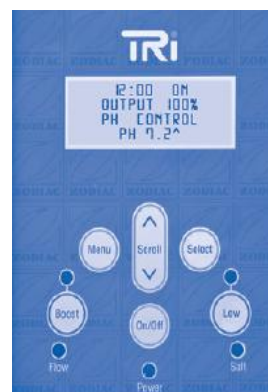 TRi
12:00 ON
OUTPUT 100%
PH CONTROL
PH 7.2^
Menu
Scroll
Select
Boost
On/Off
Low
Flow
Power
Salt